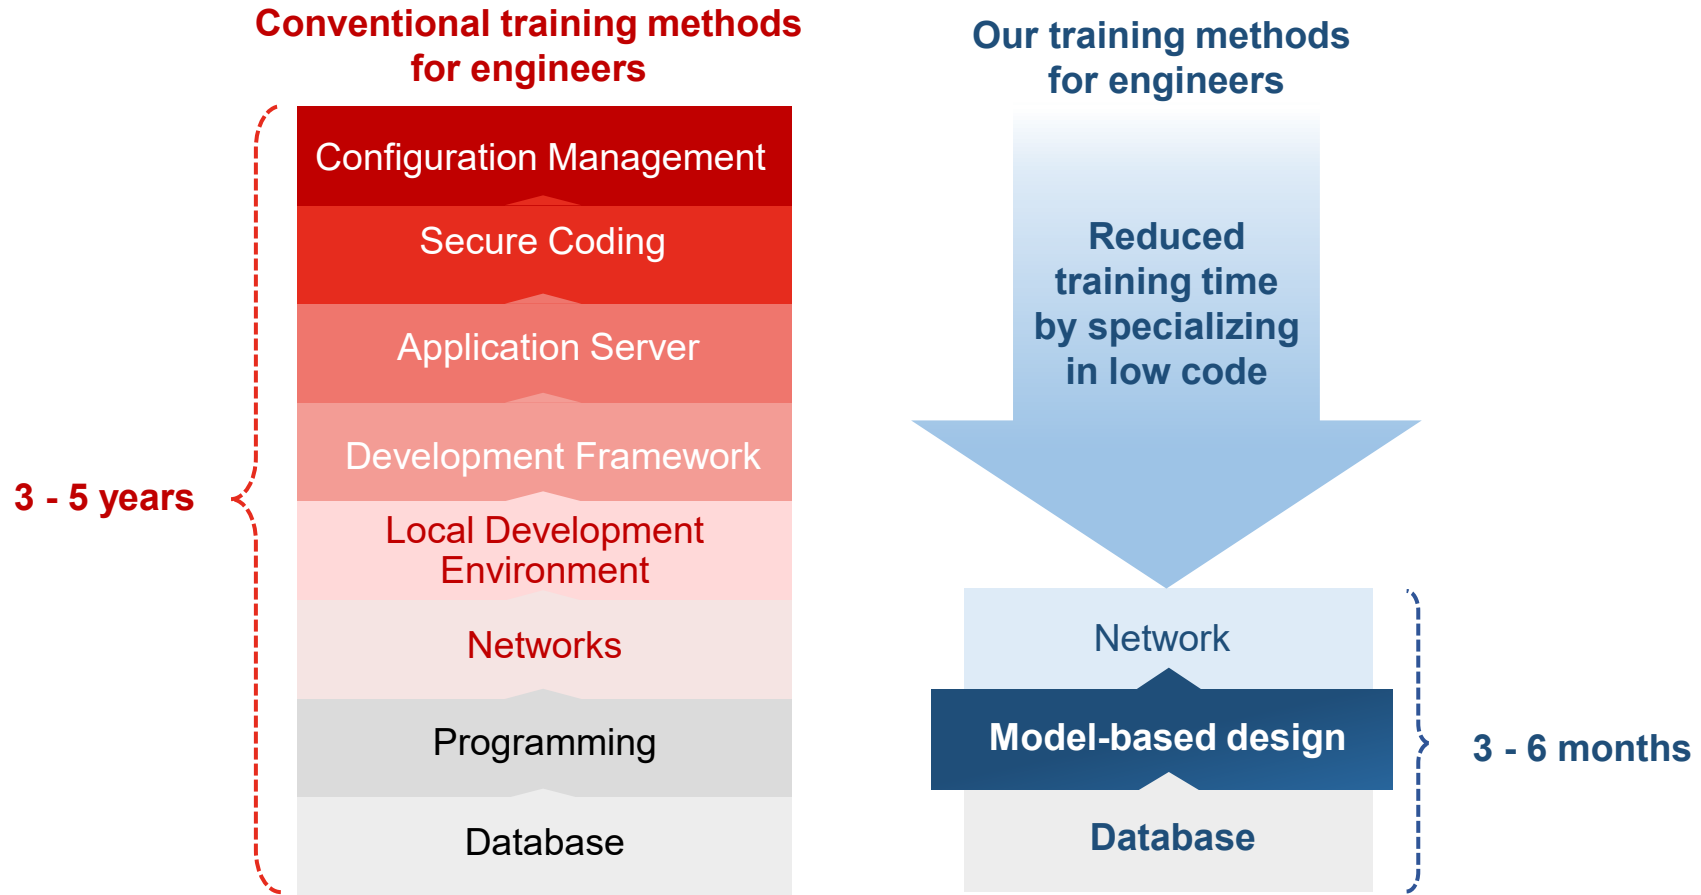 Conventional training methods
for engineers
Configuration Management
Secure Coding
Application Server
Development Framework
Local Development
Environment
Networks
Programming
Database
3 - 5 years
Our training methods
for engineers
Reduced
training time
by specializing
in low code
Network
Model-based design
Database
3 - 6 months